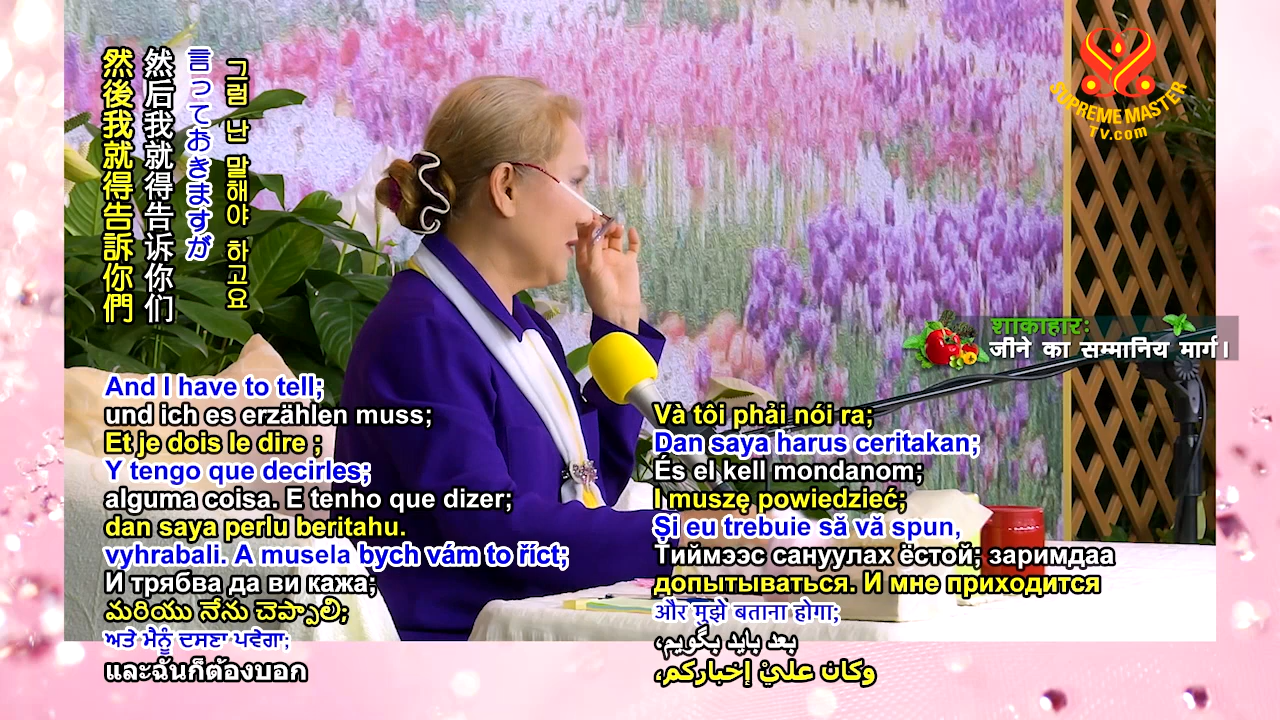 然後我就得告訴你們
然后我就得告诉你们
言っておきますが
그럼 난 말해야 하고요
SUPREME MASTER
TV.com
शाकाहार:
जीने का सम्मानिय मार्ग।
And I have to tell;
und ich es erzählen muss;
Et je dois le dire ;
Y tengo que decirles;
alguma coisa. E tenho que dizer;
dan saya perlu beritahu.
vyhrabali. A musela bych vám to říct;
И трябва да ви кажа;
మరియు నేను చెప్పాలి;
ਅਤੇ ਮੈਨੂੰ ਦਸਣਾ ਪਵੇਗਾ;
และฉันก็ต้องบอก
Và tôi phải nói ra;
Dan saya harus ceritakan;
És el kell mondanom;
I muszę powiedzieć;
Și eu trebuie să vă spun,
Тиймээс сануулах ёстой; заримдаа
допытываться. И мне приходится
और मुझे बताना होगा;
بعد باید بگویم،
وكان عليْ إخباركم،